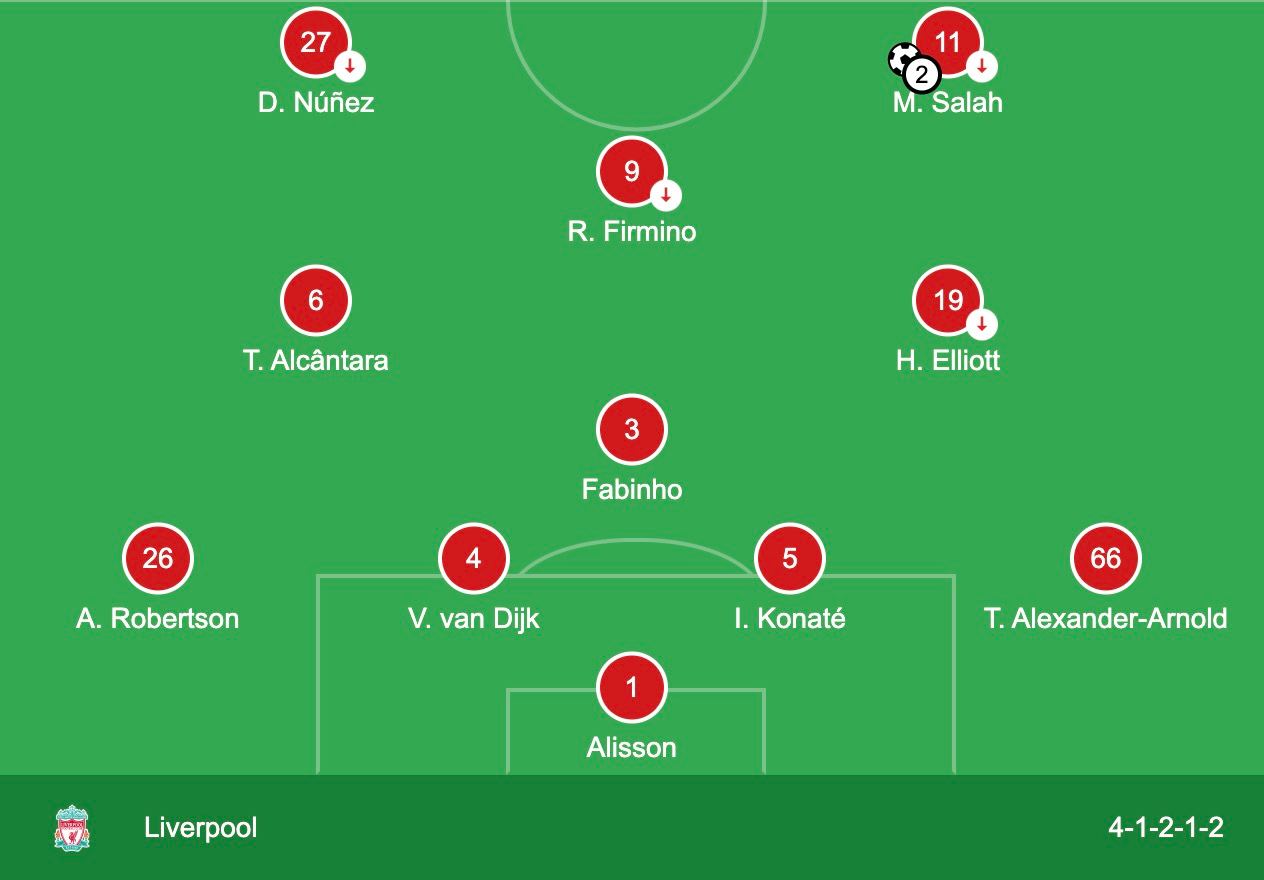 27
D. Núñez
11
2
M. Salah
9
R. Firmino
6
T. Alcântara
19
H. Elliott
3
Fabinho
26
A. Robertson
4
V. van Dijk
5
I. Konaté
66
T. Alexander-Arnold
1
Alisson
Liverpool
4-1-2-1-2